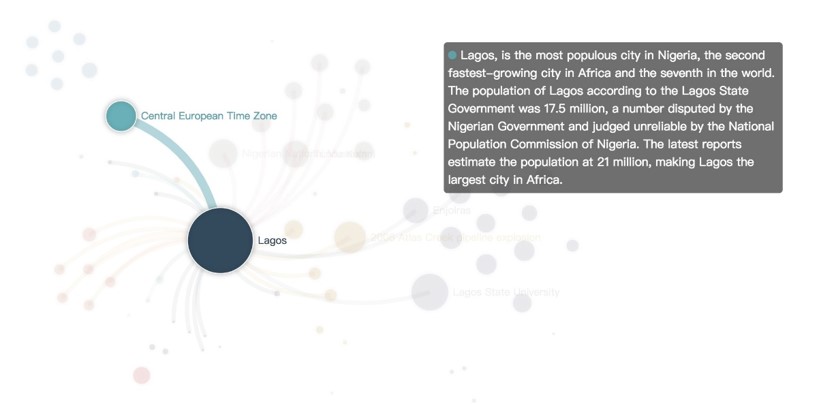 Lagos, is the most populous city in Nigeria, the second
fastest–growing city in Africa and the seventh in the world.
The population of Lagos according to the Lagos State
Government was 17.5 million, a number disputed by the
Nigerian Government and judged unreliable by the National
Population Commission of Nigeria. The latest reports
estimate the population at 21 million, making Lagos the
largest city in Africa.
Central European Time Zone
Enjolras
Lagos
Lagos State University